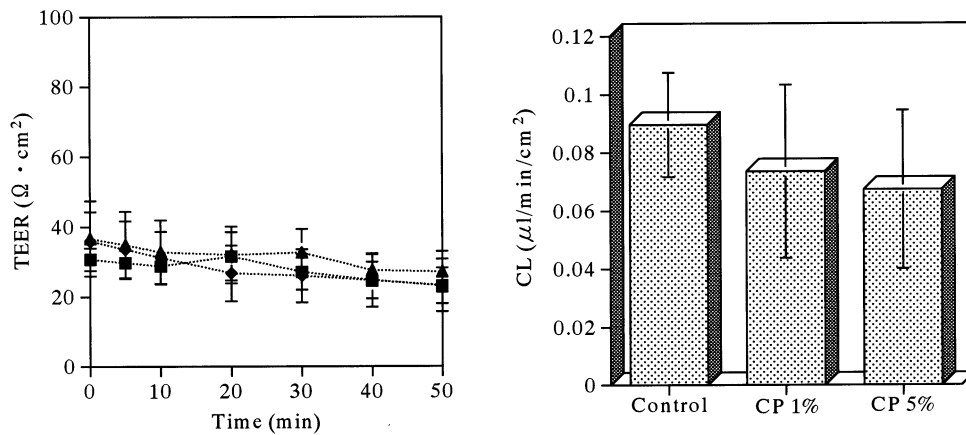 100
80
60
40
20
0
TEER (Ω · cm²)
0 5 10 20 30 40 50
Time (min)
0.12
0.1
0.08
0.06
0.04
0.02
0
CL (μl/min/cm²)
Control CP 1% CP 5%